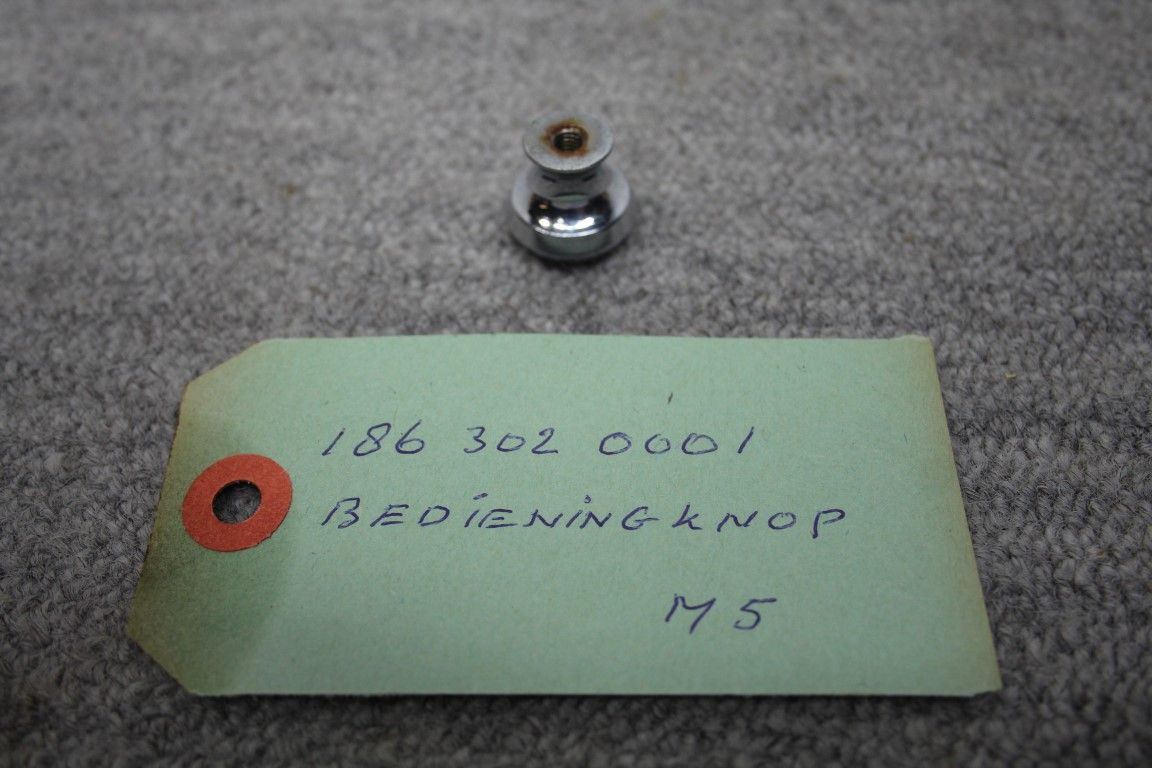 186 302 0001
BEDiENiNGKNOP
M5